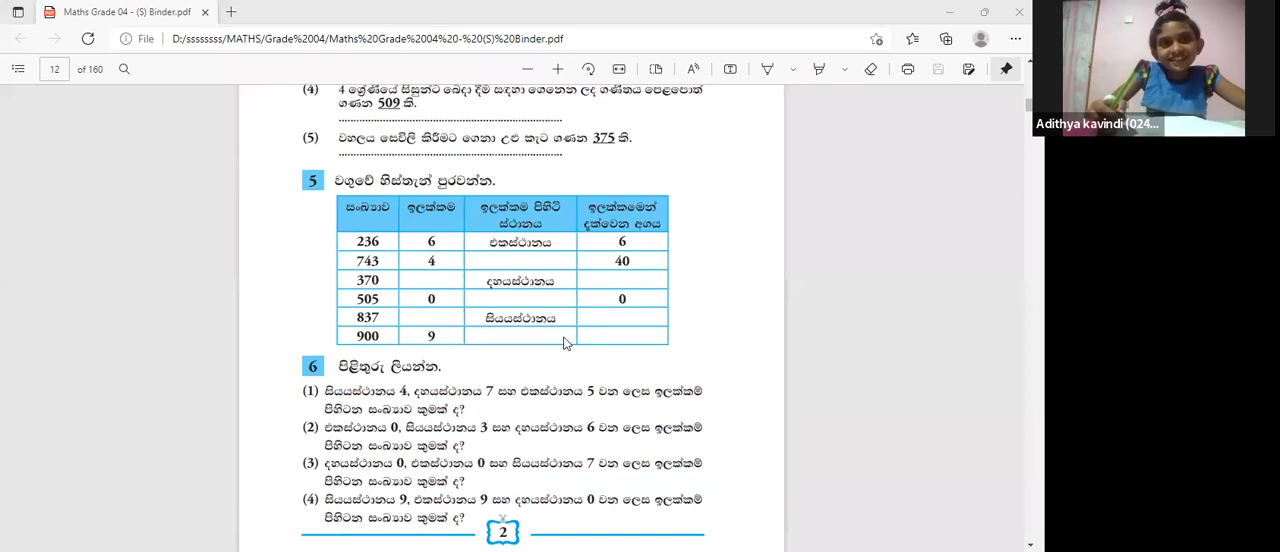 Maths Grade 04 - (S) Binder.pdf
File D:/ssssssss/MATHS/Grade%2004/Maths%20Grade%2004%20-%20(S)%20Binder.pdf
12 of 160
Adithya kavindi (024...
(4) 4 ශ්‍රේණියේ සිසුන්ට බෙදා දීම සඳහා ගෙනෙන ලද ගණිතය පෙළපොත්
ගණන 509 කි.
(5) වහලය සෙවිලි කිරීමට ගෙනා උළු කැට ගණන 375 කි.
5 වගුවේ හිස්තැන් පුරවන්න.
සංඛ්‍යාව ඉලක්කම ඉලක්කම පිහිටි ඉලක්කමෙන්
ස්ථානය දැක්වෙන අගය
236 6 එකස්ථානය 6
743 4 40
370 දහයස්ථානය
505 0 0
837 සියයස්ථානය
900 9
6 පිළිතුරු ලියන්න.
(1) සියයස්ථානය 4, දහයස්ථානය 7 සහ එකස්ථානය 5 වන ලෙස ඉලක්කම්
පිහිටන සංඛ්‍යාව කුමක් ද?
(2) එකස්ථානය 0, සියයස්ථානය 3 සහ දහයස්ථානය 6 වන ලෙස ඉලක්කම්
පිහිටන සංඛ්‍යාව කුමක් ද?
(3) දහයස්ථානය 0, එකස්ථානය 0 සහ සියයස්ථානය 7 වන ලෙස ඉලක්කම්
පිහිටන සංඛ්‍යාව කුමක් ද?
(4) සියයස්ථානය 9, එකස්ථානය 9 සහ දහයස්ථානය 0 වන ලෙස ඉලක්කම්
පිහිටන සංඛ්‍යාව කුමක් ද?
2